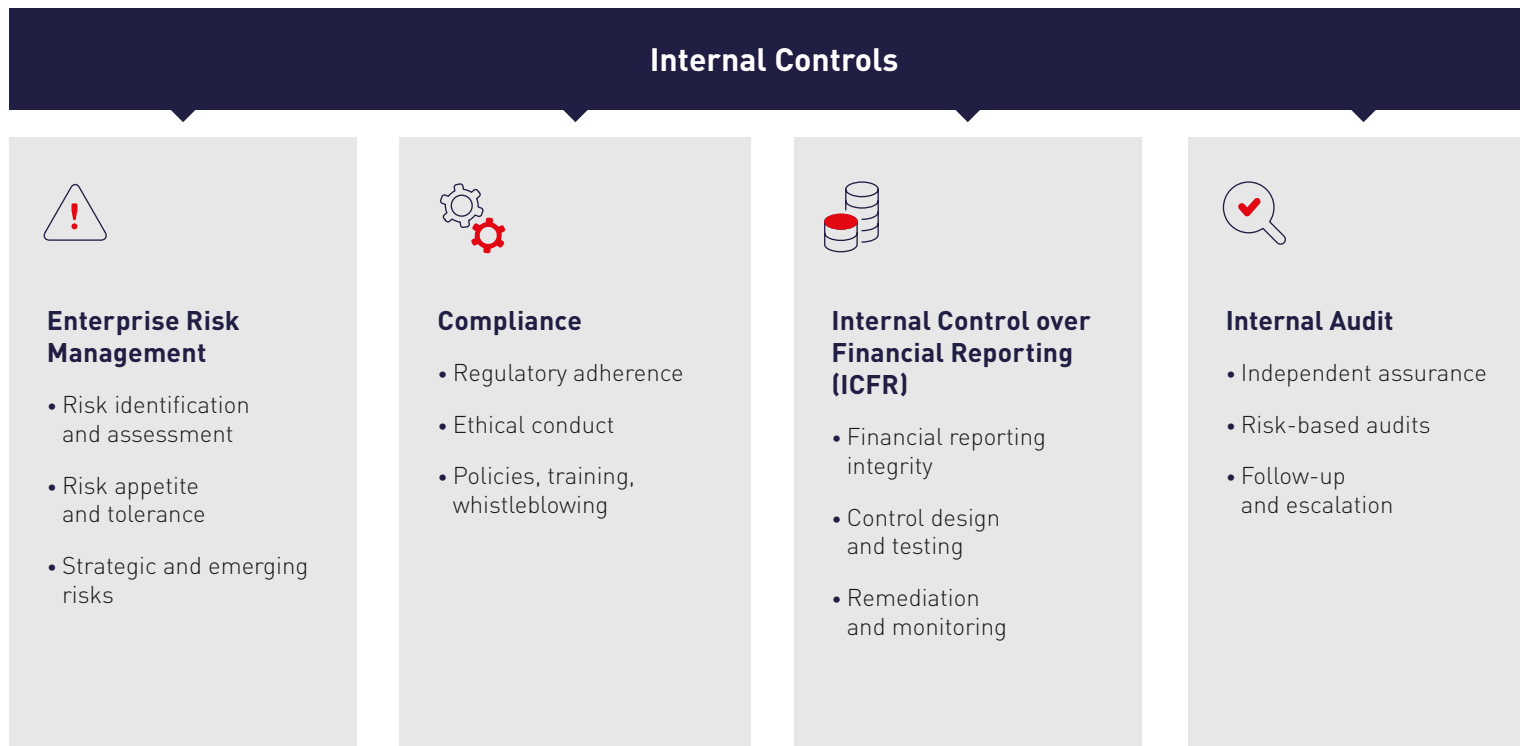 Internal Controls
Enterprise Risk
Management
• Risk identification
and assessment
• Risk appetite
and tolerance
• Strategic and emerging
risks
Compliance
• Regulatory adherence
• Ethical conduct
• Policies, training,
whistleblowing
Internal Control over
Financial Reporting
(ICFR)
• Financial reporting
integrity
• Control design
and testing
• Remediation
and monitoring
Internal Audit
• Independent assurance
• Risk-based audits
• Follow-up
and escalation